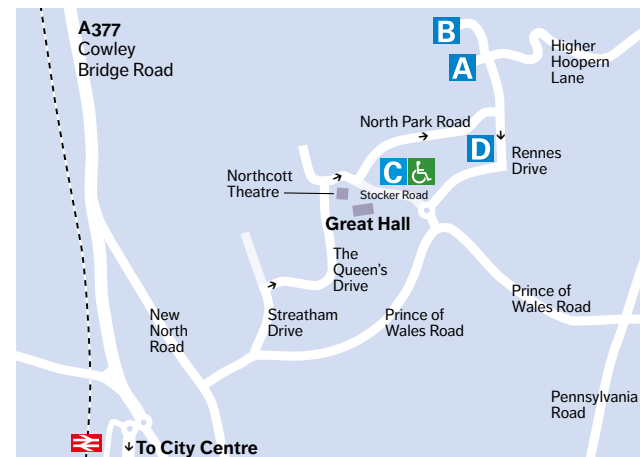 A377
Cowley
Bridge Road
B
A
Higher
Hoopern
Lane
North Park Road
D
Rennes
Drive
Northcott
Theatre
C
Stocker Road
Great Hall
The
Queen's
Drive
New
North
Road
Streatham
Drive
Prince of
Wales Road
Prince of
Wales Road
Pennsylvania
Road
To City Centre